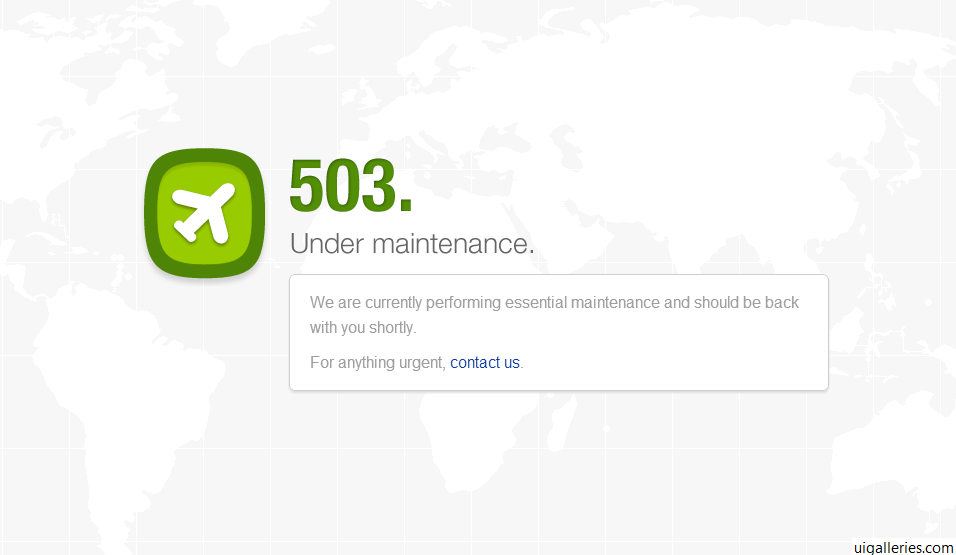 503.
Under maintenance.
We are currently performing essential maintenance and should be back
with you shortly.
For anything urgent, contact us.
uigalleries.com